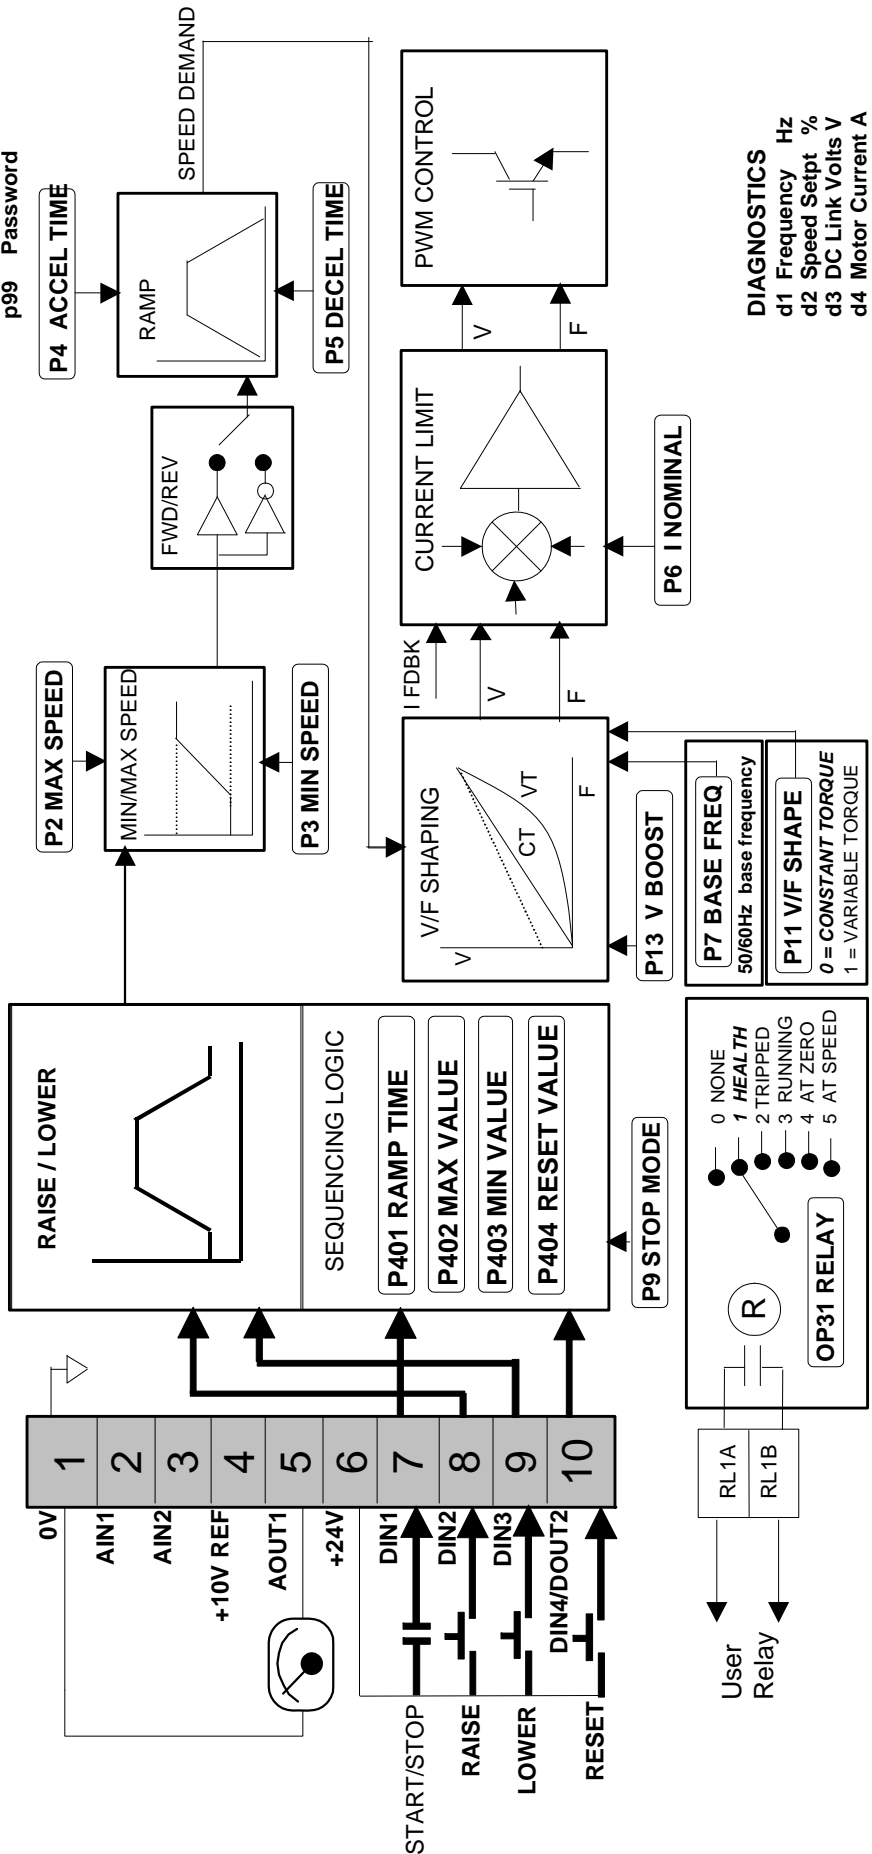 START/STOP
RAISE
LOWER
RESET
User
Relay
0V
AIN1
AIN2
+10V REF
AOUT1
+24V
DIN1
DIN2
DIN3
DIN4/DOUT2
1
2
3
4
5
6
7
8
9
10
RL1A
RL1B
RAISE / LOWER
SEQUENCING LOGIC
P401 RAMP TIME
P402 MAX VALUE
P403 MIN VALUE
P404 RESET VALUE
P9 STOP MODE
R
OP31 RELAY
0 NONE
1 HEALTH
2 TRIPPED
3 RUNNING
4 AT ZERO
5 AT SPEED
P2 MAX SPEED
MIN/MAX SPEED
P3 MIN SPEED
FWD/REV
p99 Password
P4 ACCEL TIME
RAMP
P5 DECEL TIME
SPEED DEMAND
V/F SHAPING
V
CT
VT
F
P13 V BOOST
P7 BASE FREQ
50/60Hz base frequency
P11 V/F SHAPE
0 = CONSTANT TORQUE
1 = VARIABLE TORQUE
I FDBK
V
F
CURRENT LIMIT
P6 I NOMINAL
V
F
PWM CONTROL
DIAGNOSTICS
d1 Frequency Hz
d2 Speed Setpt %
d3 DC Link Volts V
d4 Motor Current A